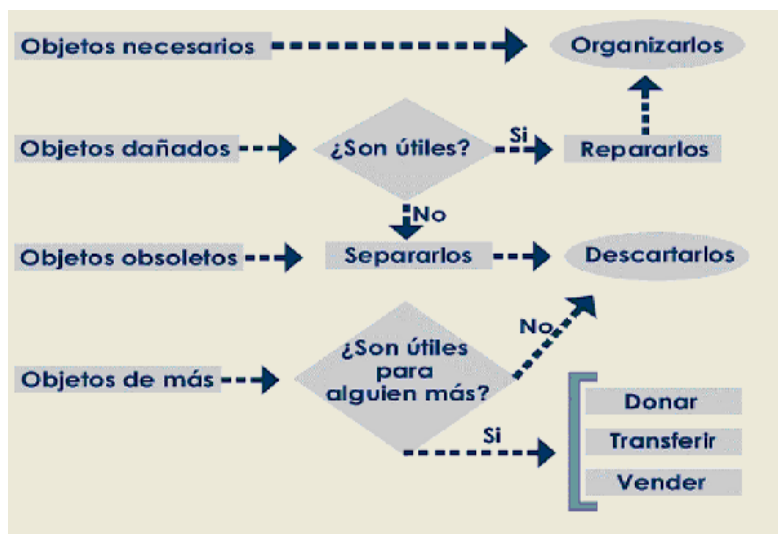 Objetos necesarios
Organizarlos
Objetos dañados
¿Son útiles?
Si
Repararlos
No
Objetos obsoletos
Separarlos
Descartarlos
No
¿Son útiles
para
alguien más?
Objetos de más
Si
Donar
Transferir
Vender